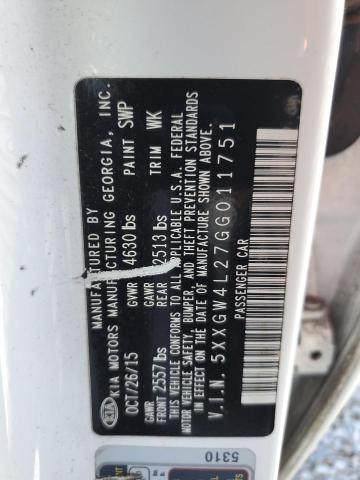 KIA
MANUFACTURED BY
KIA MOTORS MANUFACTURING GEORGIA, INC.
OCT/26/15 GVWR 4630 lbs PAINT SWP
GAWR FRONT 2557 lbs GAWR REAR 2513 lbs TRIM WK
THIS VEHICLE CONFORMS TO ALL APPLICABLE U.S.A. FEDERAL
MOTOR VEHICLE SAFETY, BUMPER, AND THEFT PREVENTION STANDARDS
IN EFFECT ON THE DATE OF MANUFACTURE SHOWN ABOVE.
V.I.N. 5XXGW4L27GG011751
PASSENGER CAR
5310